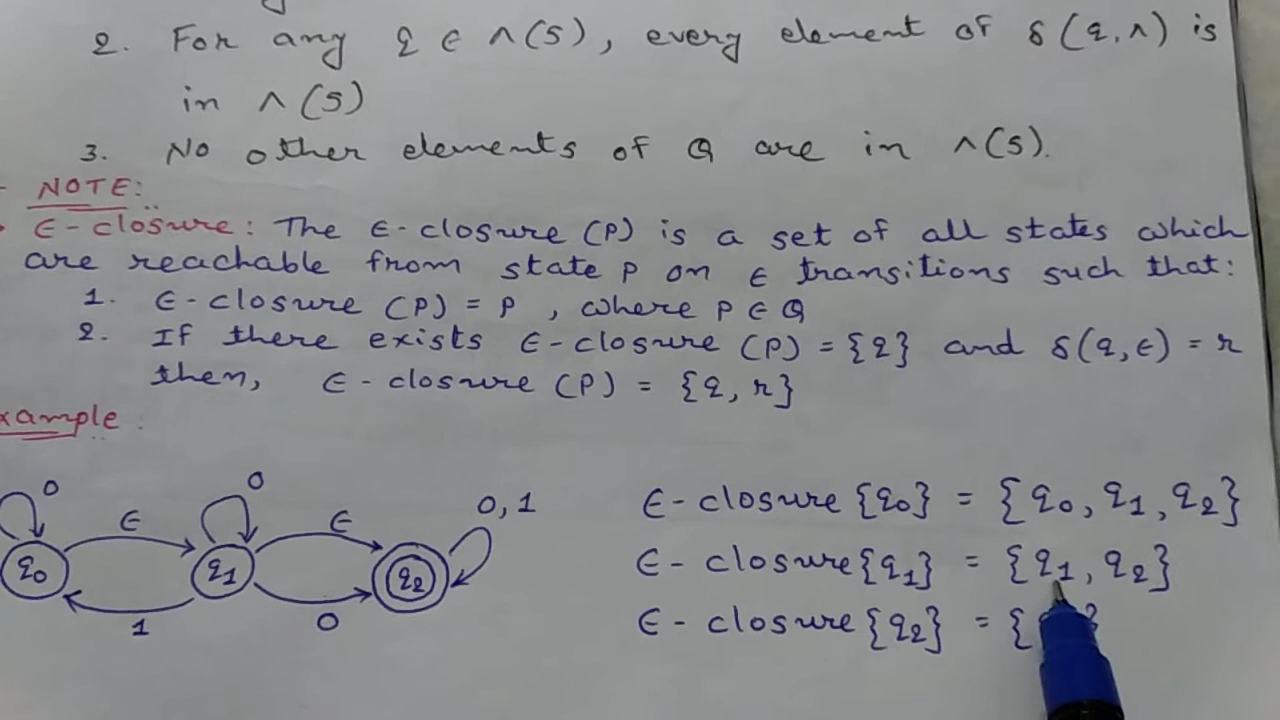 2. For any q ∈ ∧(S), every element of δ(q,∧) is
in ∧(S)
3. No other elements of Q are in ∧(S).
NOTE:
ϵ-closure: The ϵ-closure (P) is a set of all states which
are reachable from state P on ϵ transitions such that:
1. ϵ-closure (P) = P , where P ∈ Q
2. If there exists ϵ-closure (P) = {q} and δ(q,ϵ) = r
then, ϵ-closure (P) = {q, r}
xample:
0 0 0,1
ϵ ϵ
q0 q1 q2
1 0
ϵ-closure{q0} = {q0, q1, q2}
ϵ-closure{q1} = {q1, q2}
ϵ-closure{q2} = { }